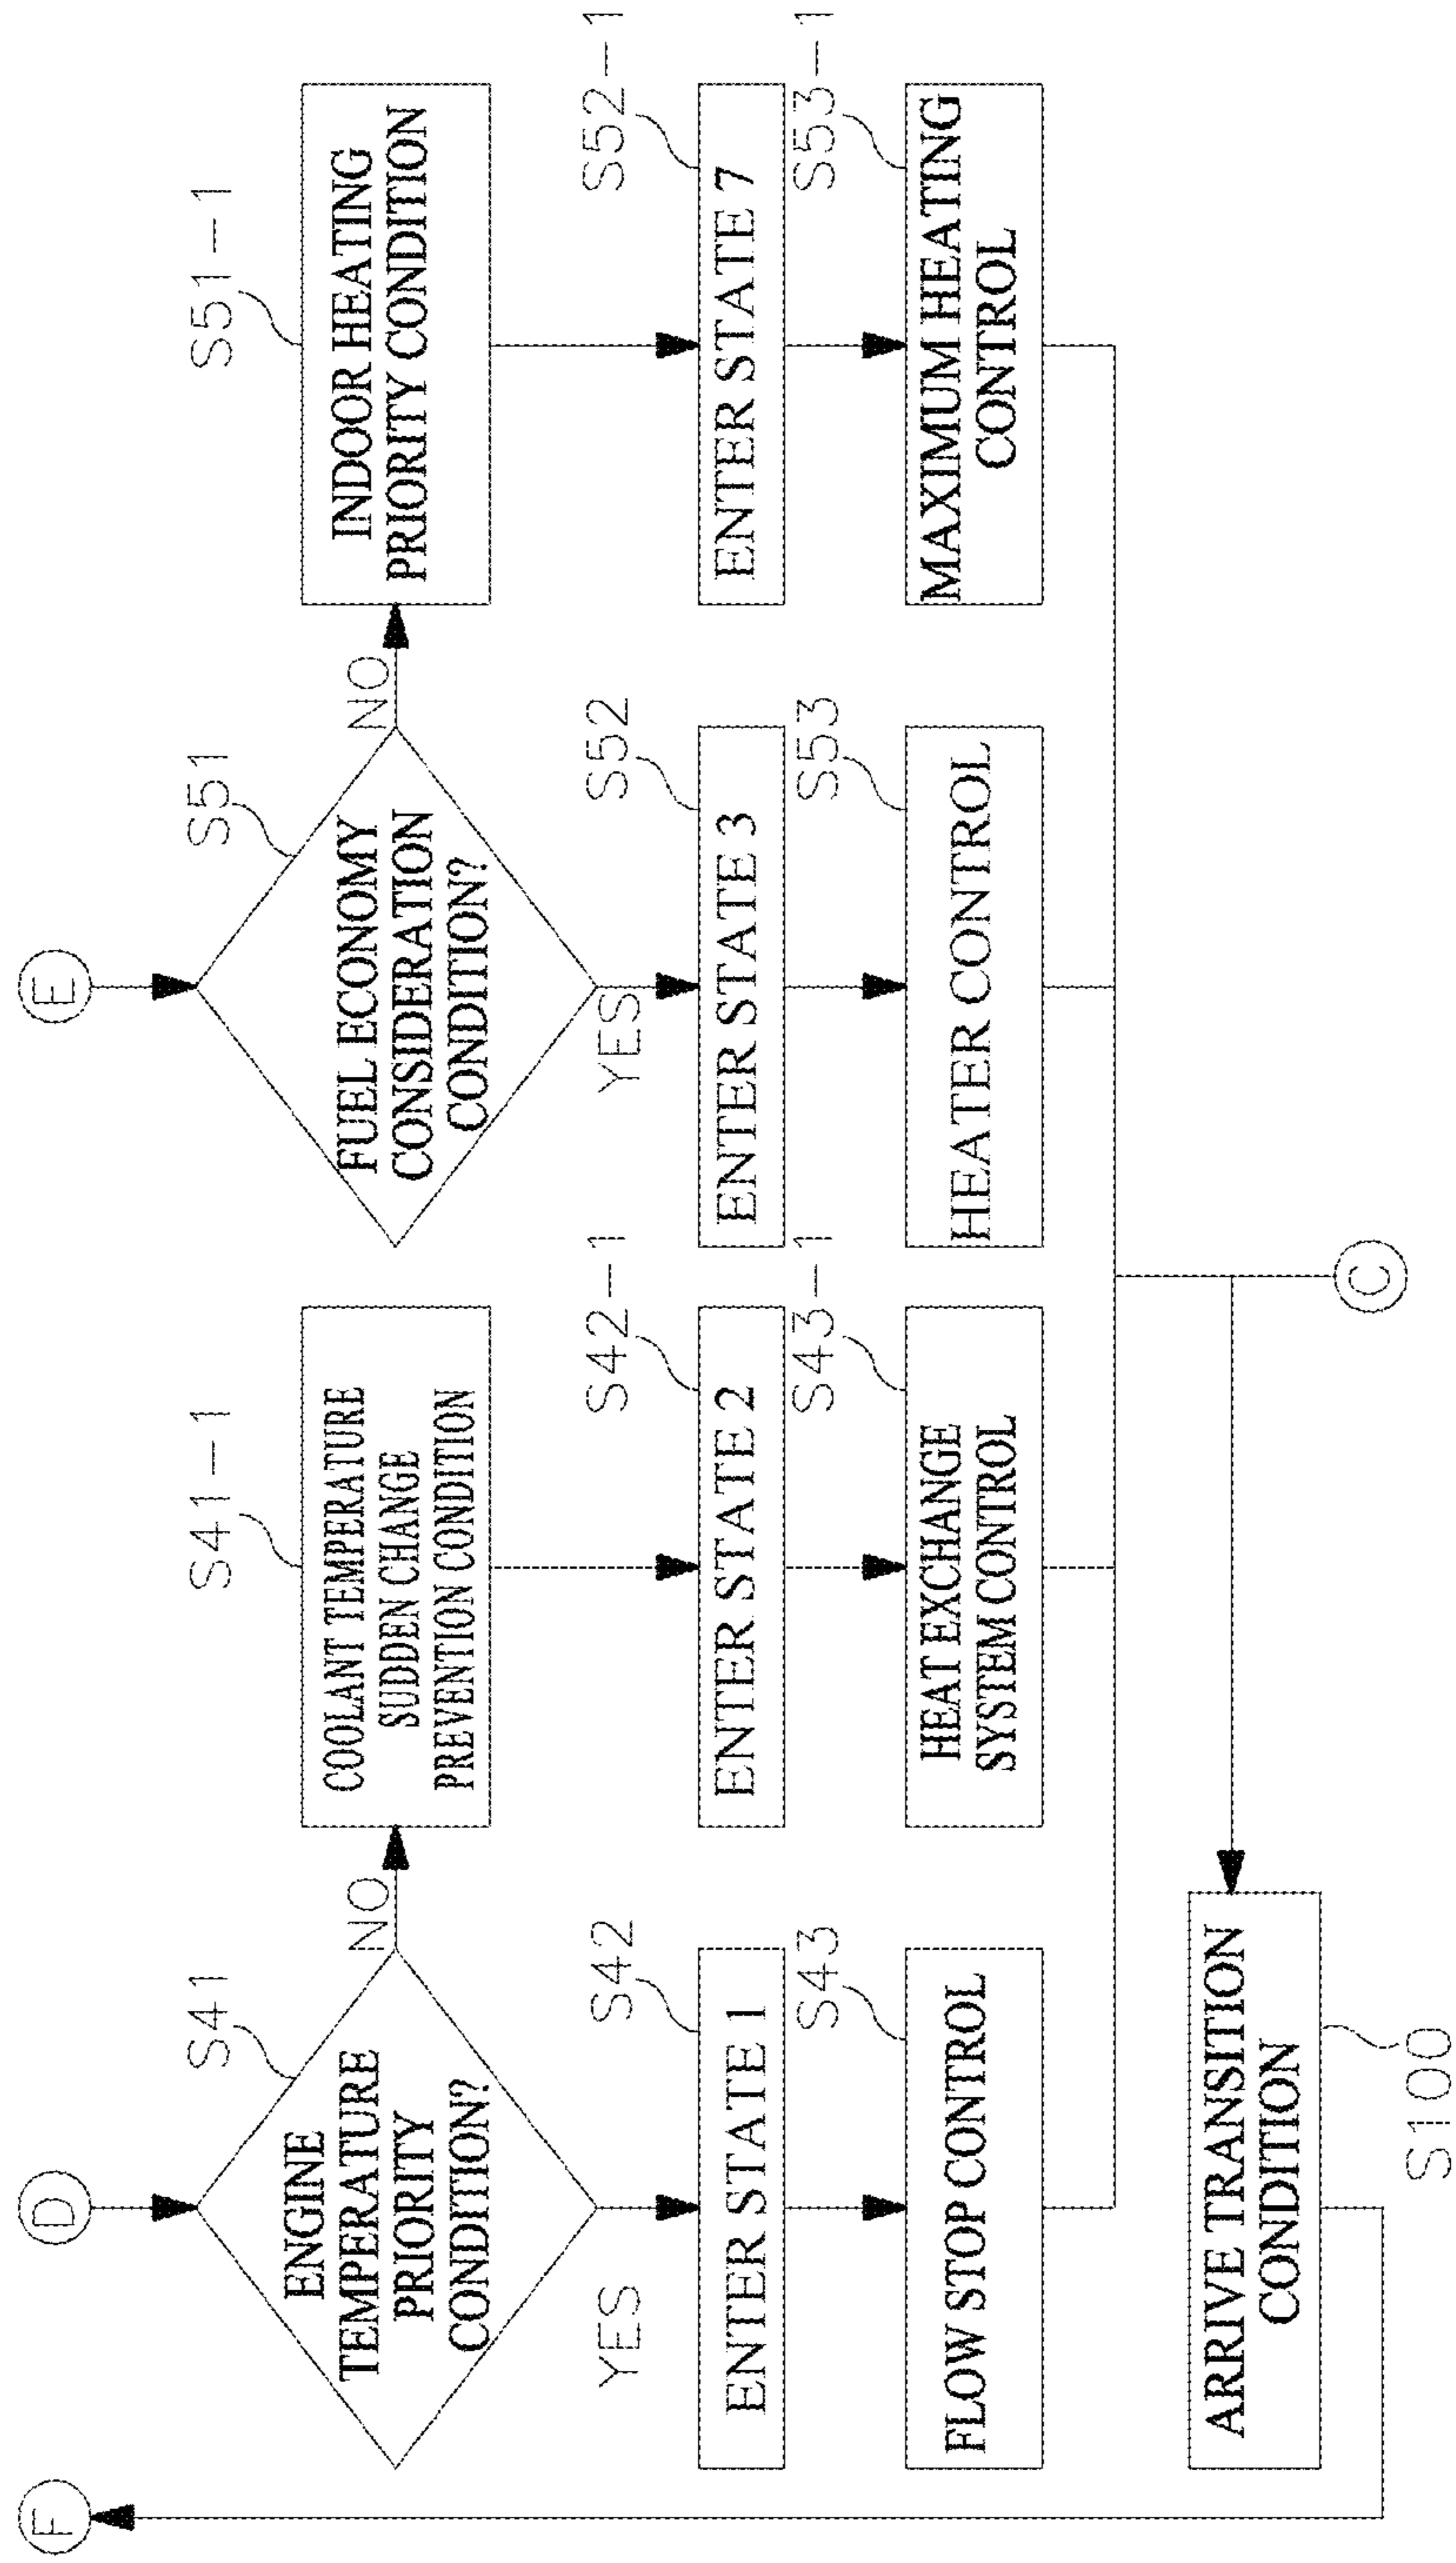 F
D
E
S41
ENGINE
TEMPERATURE
PRIORITY
CONDITION?
NO
YES
S41-1
COOLANT TEMPERATURE
SUDDEN CHANGE
PREVENTION CONDITION
S51
FUEL ECONOMY
CONSIDERATION
CONDITION?
NO
YES
S51-1
INDOOR HEATING
PRIORITY CONDITION
S42
ENTER STATE 1
S42-1
ENTER STATE 2
S52
ENTER STATE 3
S52-1
ENTER STATE 7
S43
FLOW STOP CONTROL
S43-1
HEAT EXCHANGE
SYSTEM CONTROL
S53
HEATER CONTROL
S53-1
MAXIMUM HEATING
CONTROL
ARRIVE TRANSITION
CONDITION
S100
C